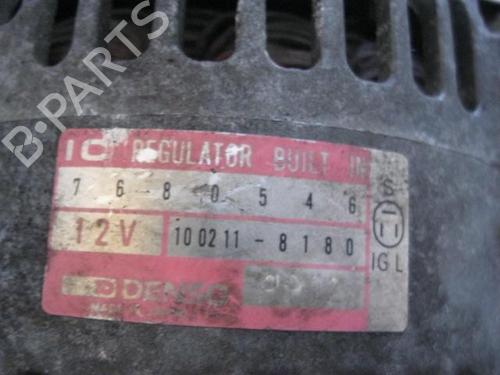 B-PARTS
IC REGULATOR BUILT IN
7 6 8 0 5 4 6 S
12V 100211-8180
IG L
DENSO